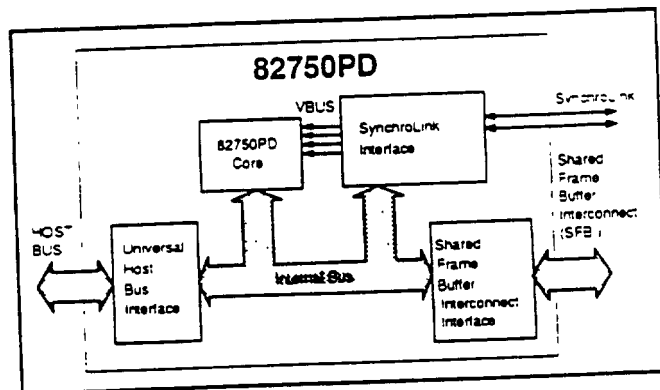 82750PD
VBUS
82750PD
Core
SynchroLink
Interface
SynchroLink
Shared
Frame
Buffer
Interconnect
(SFB)
HOST
BUS
Universal
Host
Bus
Interface
Internal Bus
Shared
Frame
Buffer
Interconnect
Interface